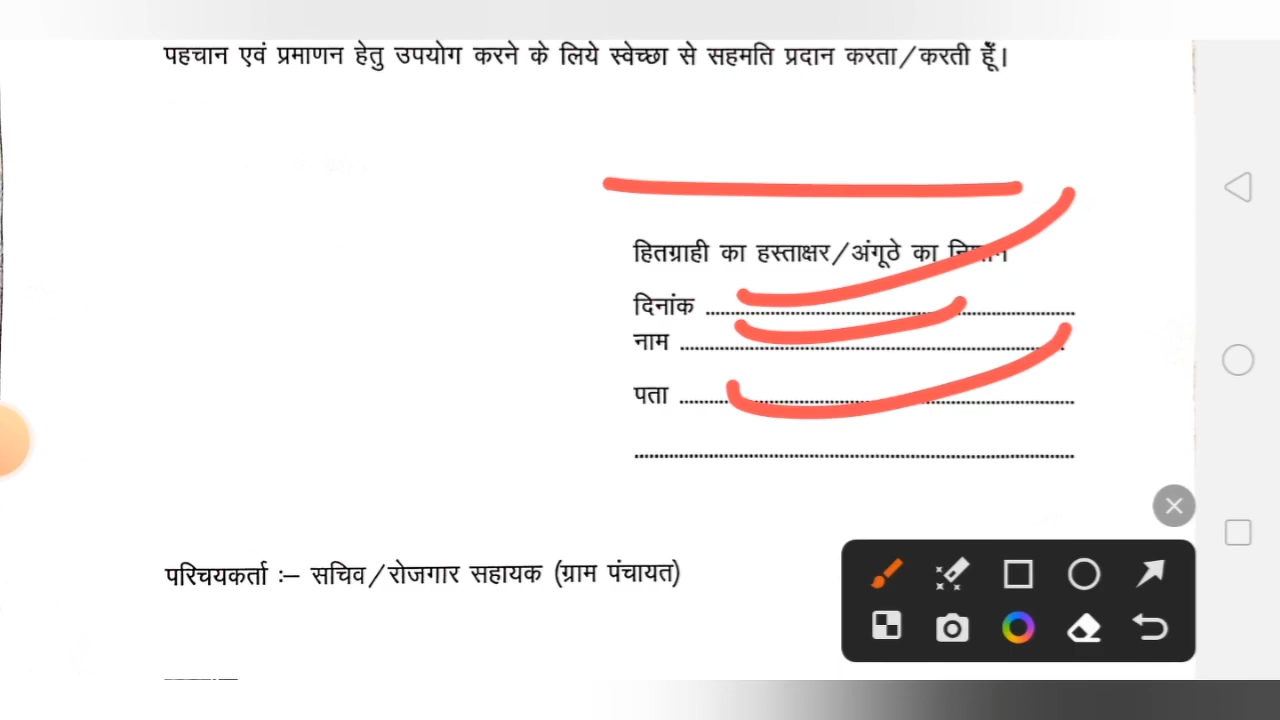 पहचान एवं प्रमाणन हेतु उपयोग करने के लिये स्वेच्छा से सहमति प्रदान करता/करती हूँ।
हितग्राही का हस्ताक्षर/अंगूठे का निशान
दिनांक ........................................
नाम ........................................
पता ........................................
........................................
परिचयकर्ता :– सचिव/रोजगार सहायक (ग्राम पंचायत)